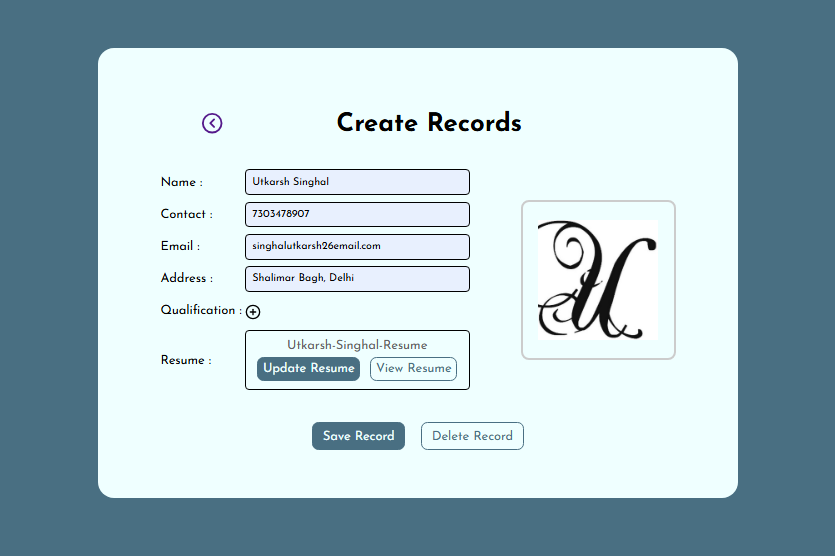 Create Records
Name : Utkarsh Singhal
Contact : 7303478907
Email : singhalutkarsh26email.com
Address : Shalimar Bagh, Delhi
Qualification :
Utkarsh-Singhal-Resume
Resume :
Update Resume View Resume
U
Save Record Delete Record